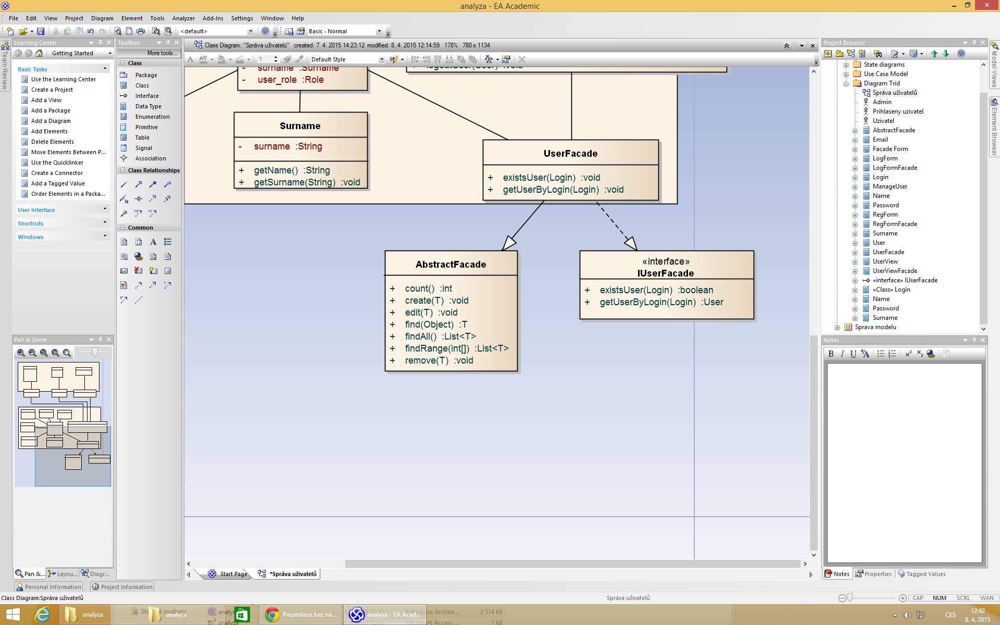 analyza - EA Academic
File Edit View Project Diagram Element Tools Analyzer Add-Ins Settings Window Help
<default> Basic - Normal
Team Review
Learning Center
Getting Started
Basic Tasks
Use the Learning Center
Create a Project
Add a View
Add a Package
Add a Diagram
Add Elements
Delete Elements
Move Elements Between P...
Use the Quicklinker
Create a Connector
Add a Tagged Value
Order Elements in a Packa...
User Interface
Shortcuts
Windows
Pan & Zoom
Pan &... Layou... Diagr...
Toolbox
More tools...
Class
Package
Class
Interface
Data Type
Enumeration
Primitive
Table
Signal
Association
Class Relationships
Common
Class Diagram: "Správa uživatelů" created: 7. 4. 2015 14:23:12 modified: 8. 4. 2015 12:14:59 178% 780 x 1134
1 Default Style
- surname :Surname
- user_role :Role
logoutUser(User) :void
Surname
- surname :String
+ getName() :String
+ getSurname(String) :void
UserFacade
+ existsUser(Login) :void
+ getUserByLogin(Login) :void
AbstractFacade
+ count() :int
+ create(T) :void
+ edit(T) :void
+ find(Object) :T
+ findAll() :List<T>
+ findRange(int[]) :List<T>
+ remove(T) :void
«interface»
IUserFacade
+ existsUser(Login) :boolean
+ getUserByLogin(Login) :User
Start Page *Správa uživatelů
Project Browser
State diagrams
Use Case Model
Diagram Trid
Správa uživatelů
Admin
Prihlaseny uzivatel
Uzivatel
AbstractFacade
Email
Facade Form
LogForm
LogFormFacade
Login
ManageUser
Name
Password
RegForm
RegFormFacade
Surname
User
UserFacade
UserView
UserViewFacade
«interface» IUserFacade
«Class» Login
Name
Password
Surname
Sprava modelu
Notes
B I U A x² x₂
Notes Properties Tagged Values
Model Views
Element Browser
Personal Information Project Information
Class Diagram:Správa uživatelů Správa uživatelů CAP NUM SCRL WAN
analyza analyza Prezentace bez ná... analyza - EA Acad...
Enterprise Archite... 2 514 kB
Microsoft Access ... 1 kB
CES
12:42
8. 4. 2015